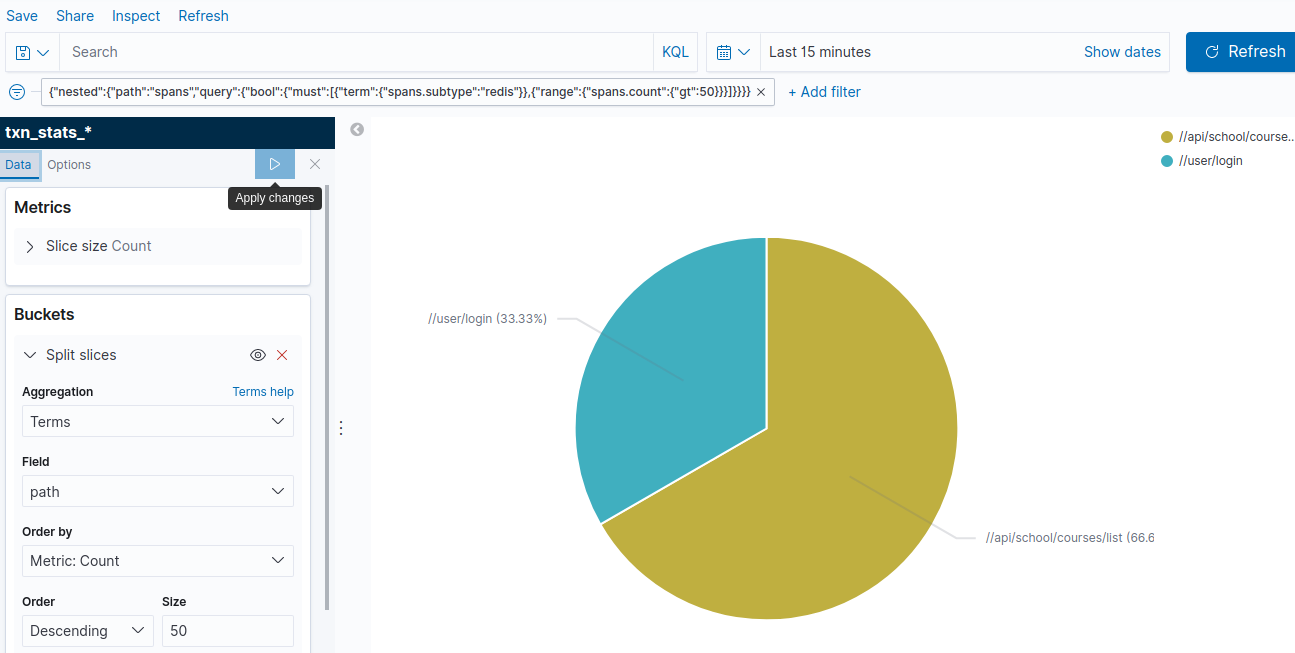 Save Share Inspect Refresh
Search KQL Last 15 minutes Show dates Refresh
{"nested":{"path":"spans","query":{"bool":{"must":[{"term":{"spans.subtype":"redis"}},{"range":{"spans.count":{"gt":50}}}]}}}} × + Add filter
txn_stats_*
Data Options
Apply changes
Metrics
Slice size Count
Buckets
Split slices
Aggregation Terms help
Terms
Field
path
Order by
Metric: Count
Order Size
Descending 50
//api/school/course...
//user/login
//user/login (33.33%)
//api/school/courses/list (66.6